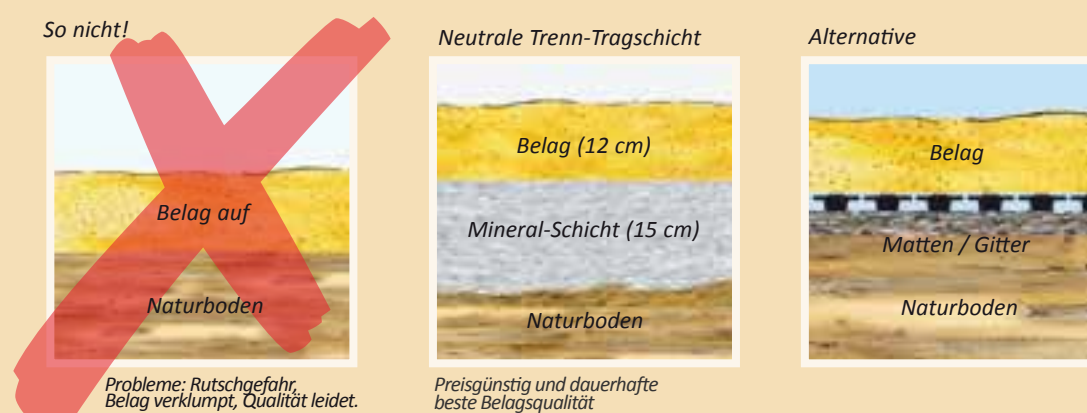 So nicht!
Belag auf
Naturboden
Probleme: Rutschgefahr,
Belag verklumpt, Qualität leidet.
Neutrale Trenn-Tragschicht
Belag (12 cm)
Mineral-Schicht (15 cm)
Naturboden
Preisgünstig und dauerhafte
beste Belagsqualität
Alternative
Belag
Matten / Gitter
Naturboden